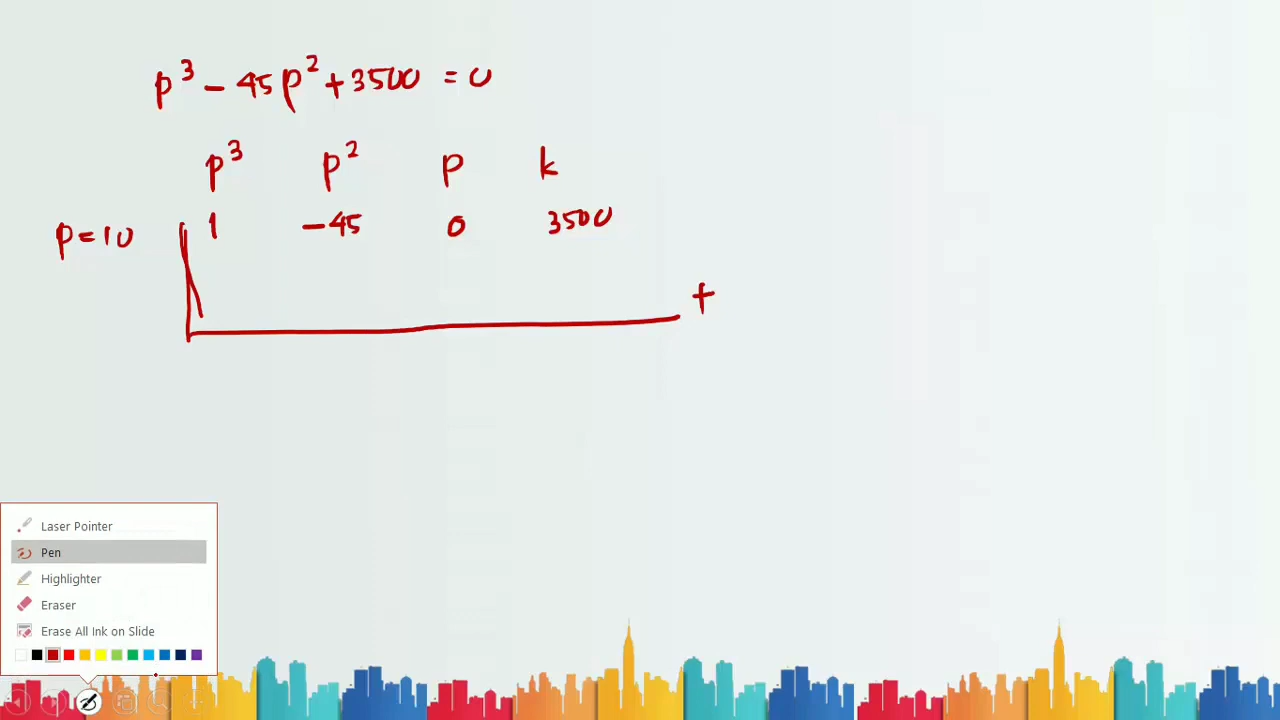 p³ - 45p² + 3500 = 0
p³ p² p k
p = 10 1 -45 0 3500
+
Laser Pointer
Pen
Highlighter
Eraser
Erase All Ink on Slide